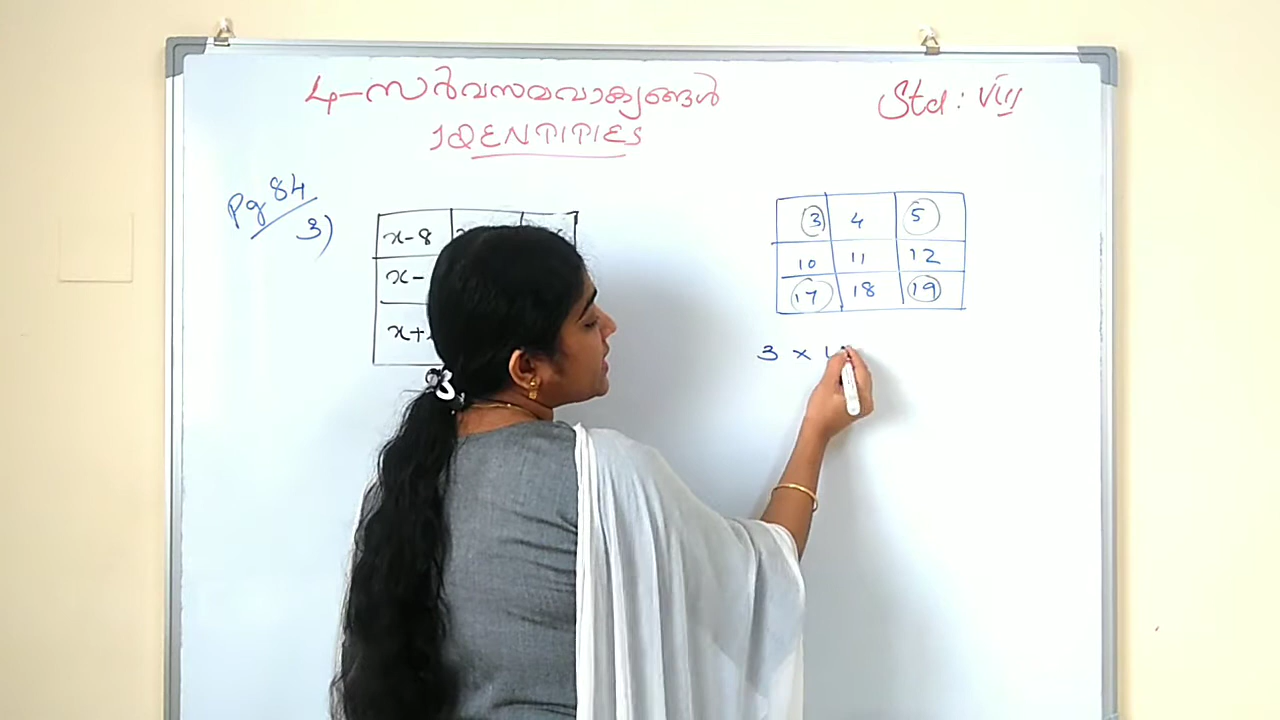 4-സർവസമവാക്യങ്ങൾ
IDENTITIES
Std : VIII
Pg 84
3)
x-8
x-
x+
3 4 5
10 11 12
17 18 19
3 ×